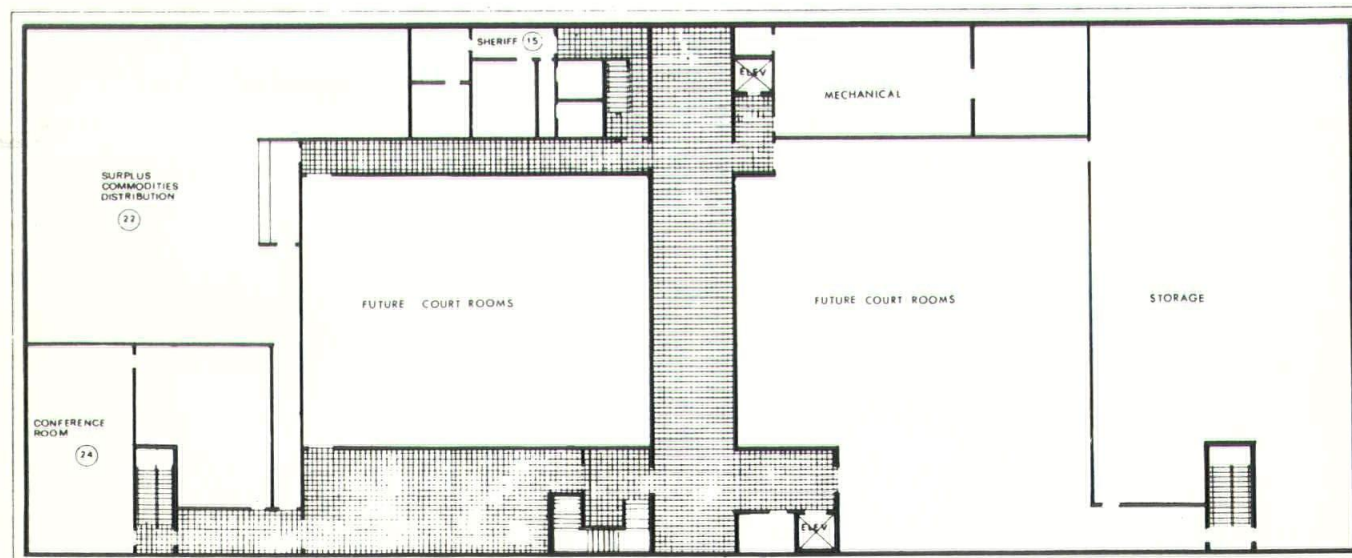 SHERIFF 15
ELEV
MECHANICAL
SURPLUS
COMMODITIES
DISTRIBUTION
22
FUTURE COURT ROOMS
FUTURE COURT ROOMS
STORAGE
CONFERENCE
ROOM
24
ELEV